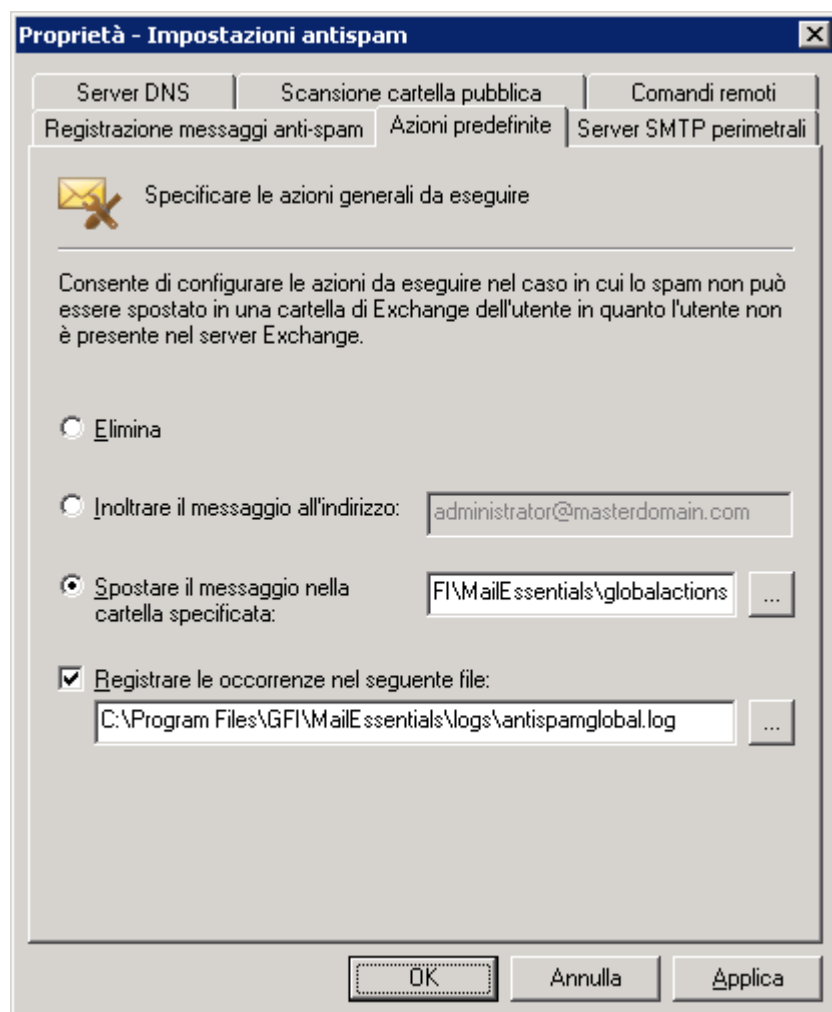 Proprietà - Impostazioni antispam
Server DNS
Scansione cartella pubblica
Comandi remoti
Registrazione messaggi anti-spam
Azioni predefinite
Server SMTP perimetrali
Specificare le azioni generali da eseguire
Consente di configurare le azioni da eseguire nel caso in cui lo spam non può
essere spostato in una cartella di Exchange dell'utente in quanto l'utente non
è presente nel server Exchange.
Elimina
Inoltrare il messaggio all'indirizzo:
administrator@masterdomain.com
Spostare il messaggio nella
cartella specificata:
FI\MailEssentials\globalactions
...
Registrare le occorrenze nel seguente file:
C:\Program Files\GFI\MailEssentials\logs\antispamglobal.log
...
OK
Annulla
Applica